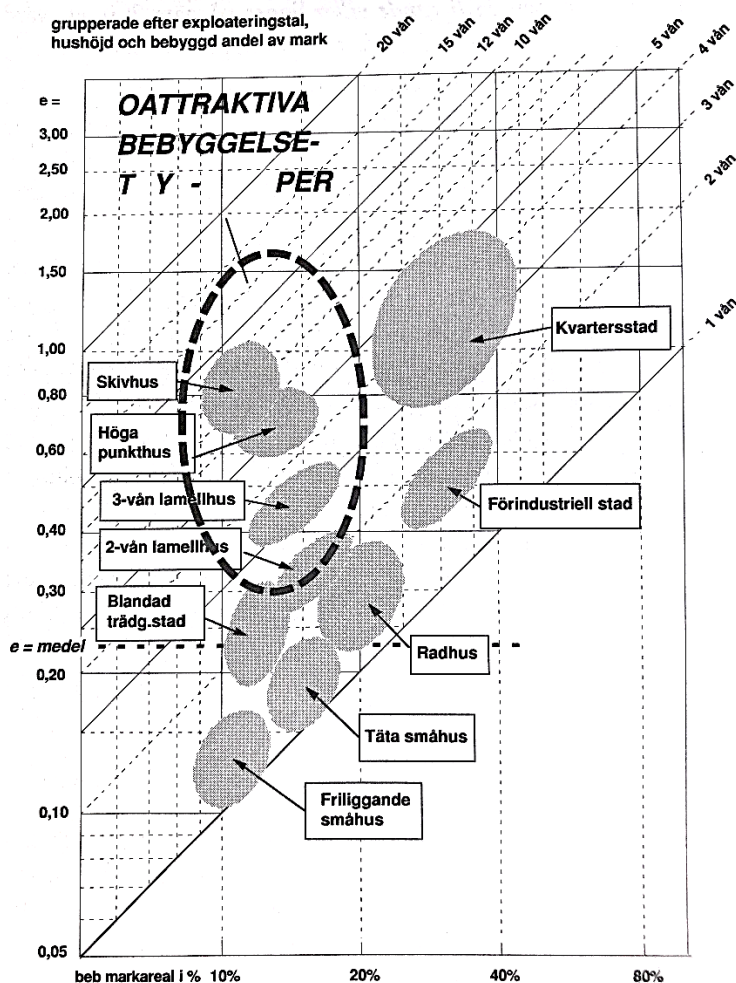 grupperade efter exploateringstal,
hushöjd och bebyggd andel av mark
20 vån
15 vån
12 vån
10 vån
5 vån
4 vån
3 vån
2 vån
1 vån
e =
OATTRAKTIVA
BEBYGGELSE-
T Y - PER
3,00
2,50
2,00
1,50
1,00
0,80
0,60
0,40
0,30
e = medel
0,20
0,10
0,05
Kvartersstad
Skivhus
Höga
punkthus
3-vån lamellhus
Förindustriell stad
2-vån lamellhus
Blandad
trädg.stad
Radhus
Täta småhus
Friliggande
småhus
beb markareal i % 10% 20% 40% 80%